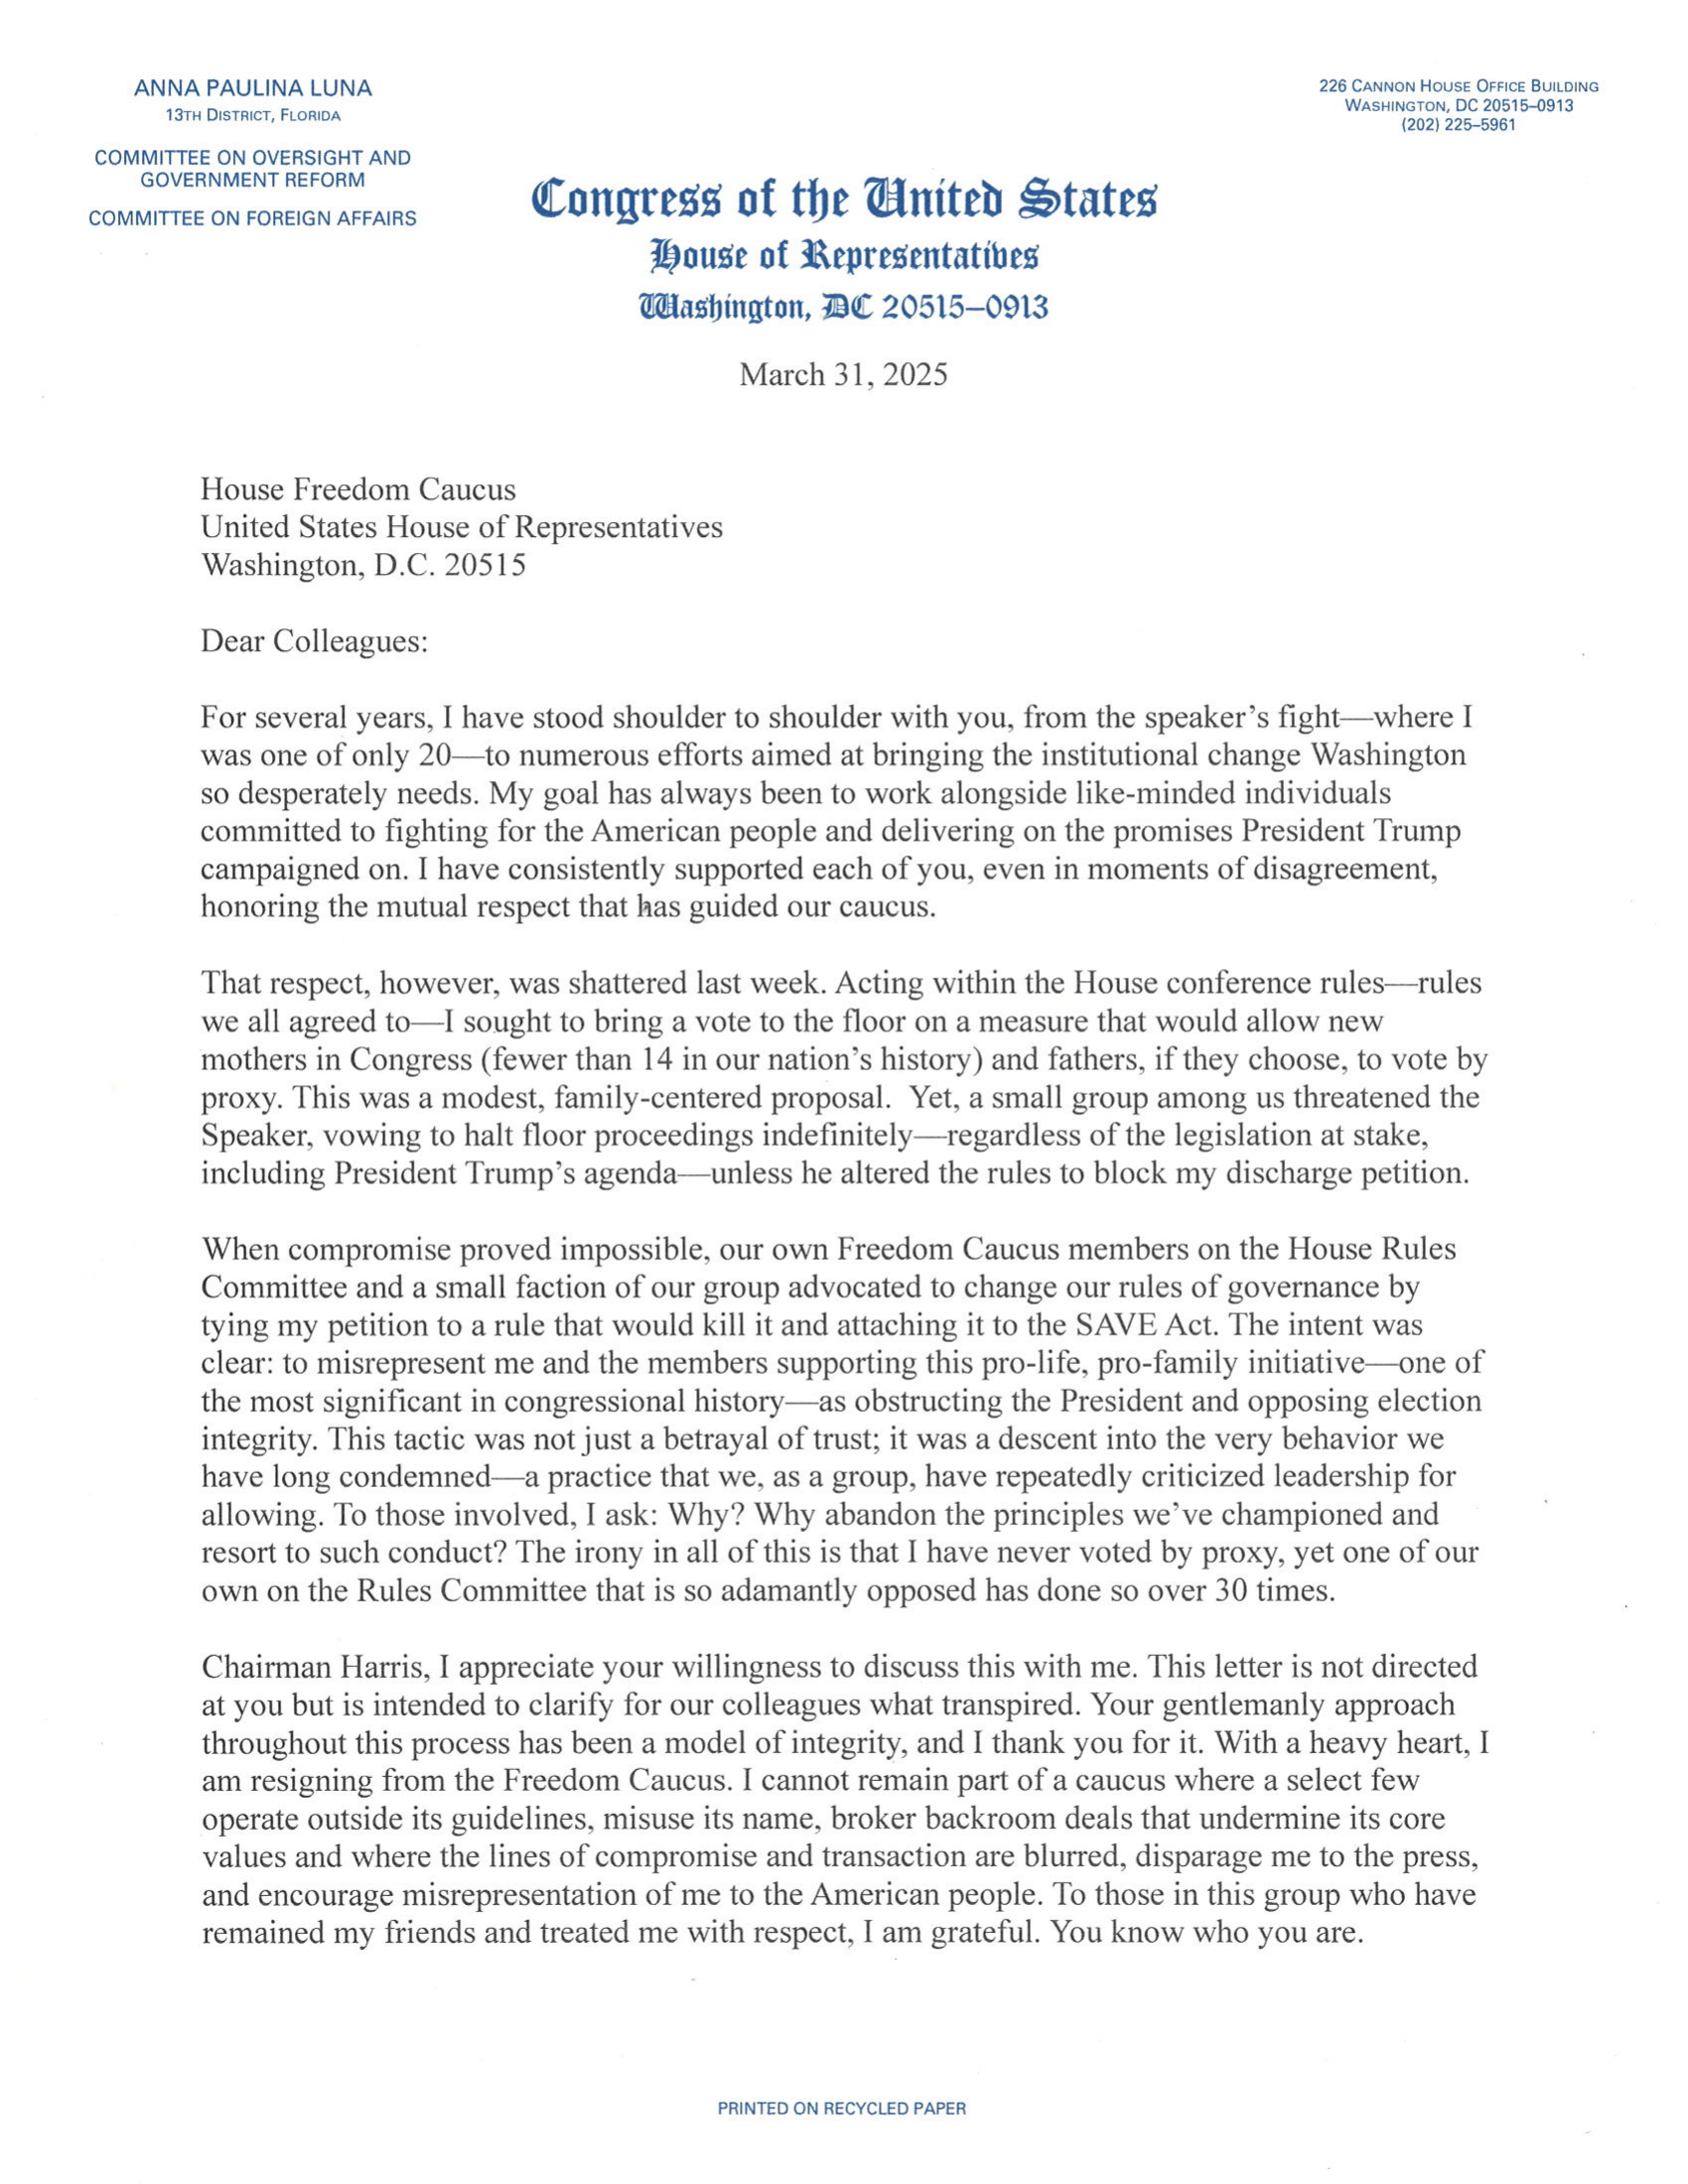 ANNA PAULINA LUNA
13TH DISTRICT, FLORIDA
COMMITTEE ON OVERSIGHT AND
GOVERNMENT REFORM
COMMITTEE ON FOREIGN AFFAIRS
226 CANNON HOUSE OFFICE BUILDING
WASHINGTON, DC 20515–0913
(202) 225–5961
Congress of the United States
House of Representatives
Washington, DC 20515–0913
March 31, 2025
House Freedom Caucus
United States House of Representatives
Washington, D.C. 20515
Dear Colleagues:
For several years, I have stood shoulder to shoulder with you, from the speaker’s fight—where I
was one of only 20—to numerous efforts aimed at bringing the institutional change Washington
so desperately needs. My goal has always been to work alongside like-minded individuals
committed to fighting for the American people and delivering on the promises President Trump
campaigned on. I have consistently supported each of you, even in moments of disagreement,
honoring the mutual respect that has guided our caucus.
That respect, however, was shattered last week. Acting within the House conference rules—rules
we all agreed to—I sought to bring a vote to the floor on a measure that would allow new
mothers in Congress (fewer than 14 in our nation’s history) and fathers, if they choose, to vote by
proxy. This was a modest, family-centered proposal.  Yet, a small group among us threatened the
Speaker, vowing to halt floor proceedings indefinitely—regardless of the legislation at stake,
including President Trump’s agenda—unless he altered the rules to block my discharge petition.
When compromise proved impossible, our own Freedom Caucus members on the House Rules
Committee and a small faction of our group advocated to change our rules of governance by
tying my petition to a rule that would kill it and attaching it to the SAVE Act. The intent was
clear: to misrepresent me and the members supporting this pro-life, pro-family initiative—one of
the most significant in congressional history—as obstructing the President and opposing election
integrity. This tactic was not just a betrayal of trust; it was a descent into the very behavior we
have long condemned—a practice that we, as a group, have repeatedly criticized leadership for
allowing. To those involved, I ask: Why? Why abandon the principles we’ve championed and
resort to such conduct? The irony in all of this is that I have never voted by proxy, yet one of our
own on the Rules Committee that is so adamantly opposed has done so over 30 times.
Chairman Harris, I appreciate your willingness to discuss this with me. This letter is not directed
at you but is intended to clarify for our colleagues what transpired. Your gentlemanly approach
throughout this process has been a model of integrity, and I thank you for it. With a heavy heart, I
am resigning from the Freedom Caucus. I cannot remain part of a caucus where a select few
operate outside its guidelines, misuse its name, broker backroom deals that undermine its core
values and where the lines of compromise and transaction are blurred, disparage me to the press,
and encourage misrepresentation of me to the American people. To those in this group who have
remained my friends and treated me with respect, I am grateful. You know who you are.
PRINTED ON RECYCLED PAPER